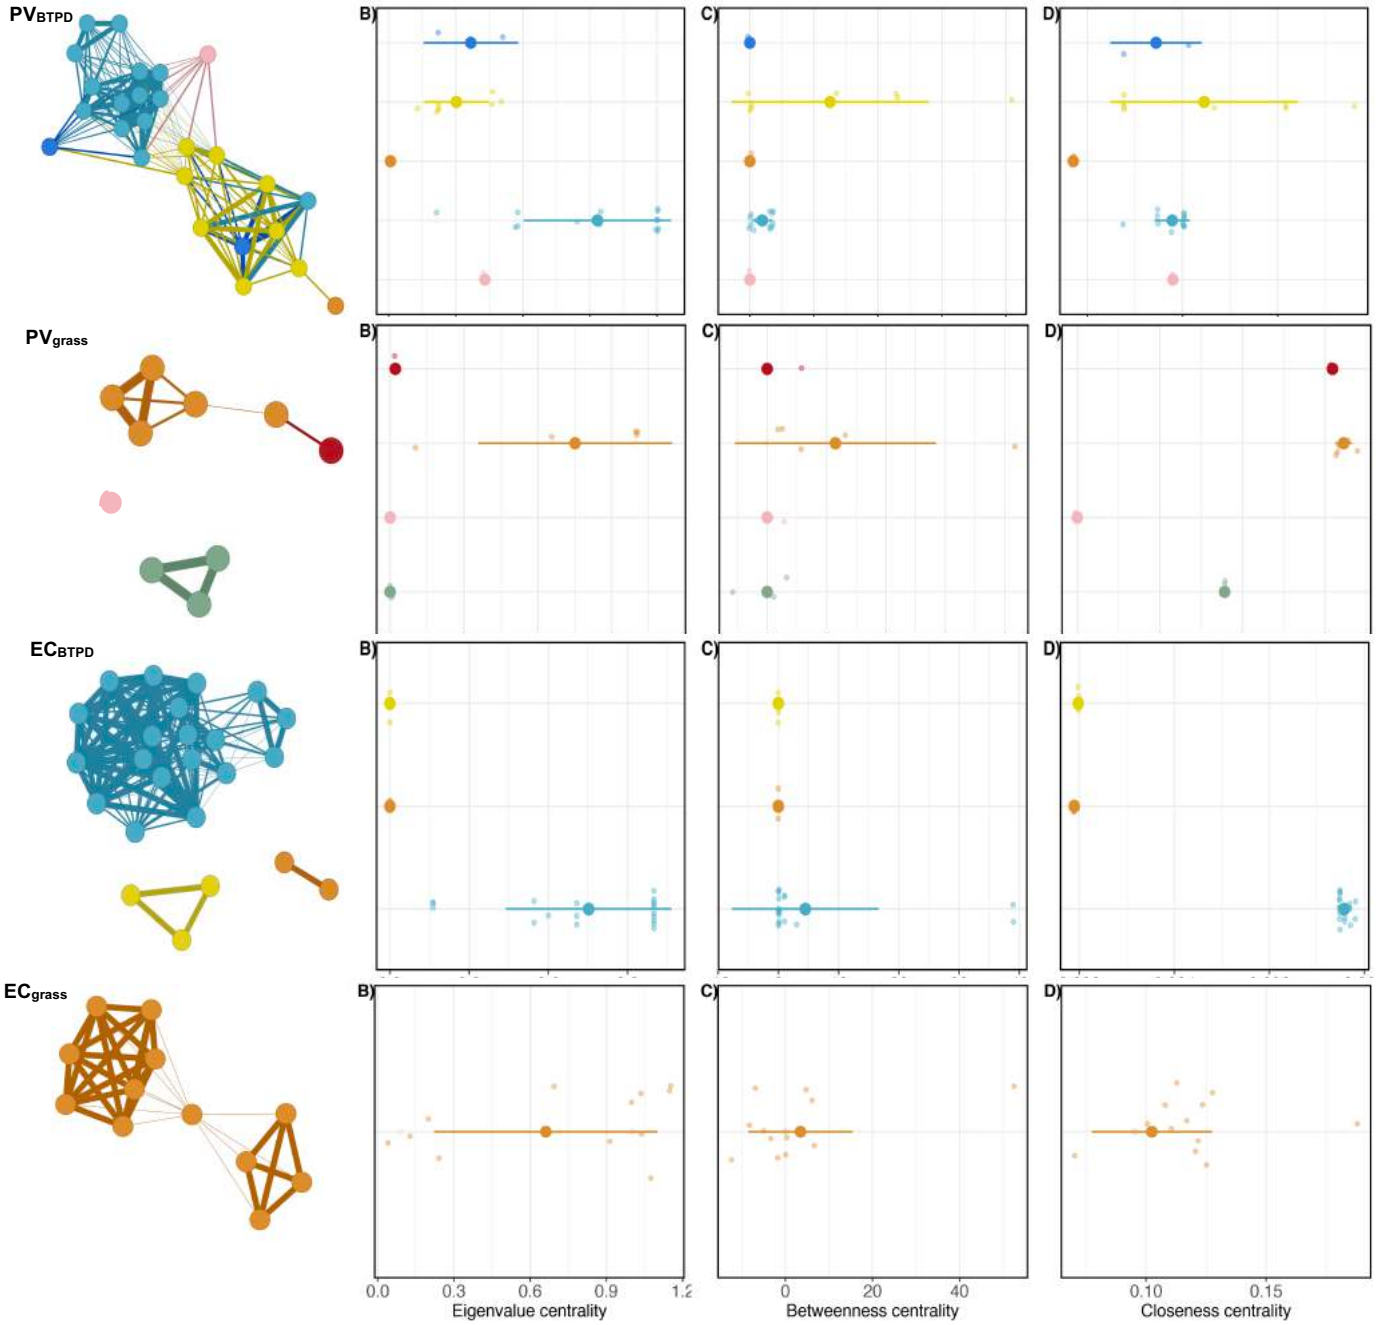 PVBTPD
B)
C)
D)
PVgrass
B)
C)
D)
ECBTPD
B)
C)
D)
ECgrass
B)
C)
D)
0.0 0.3 0.6 0.9 1.2
0 20 40
0.10 0.15
Eigenvalue centrality
Betweenness centrality
Closeness centrality